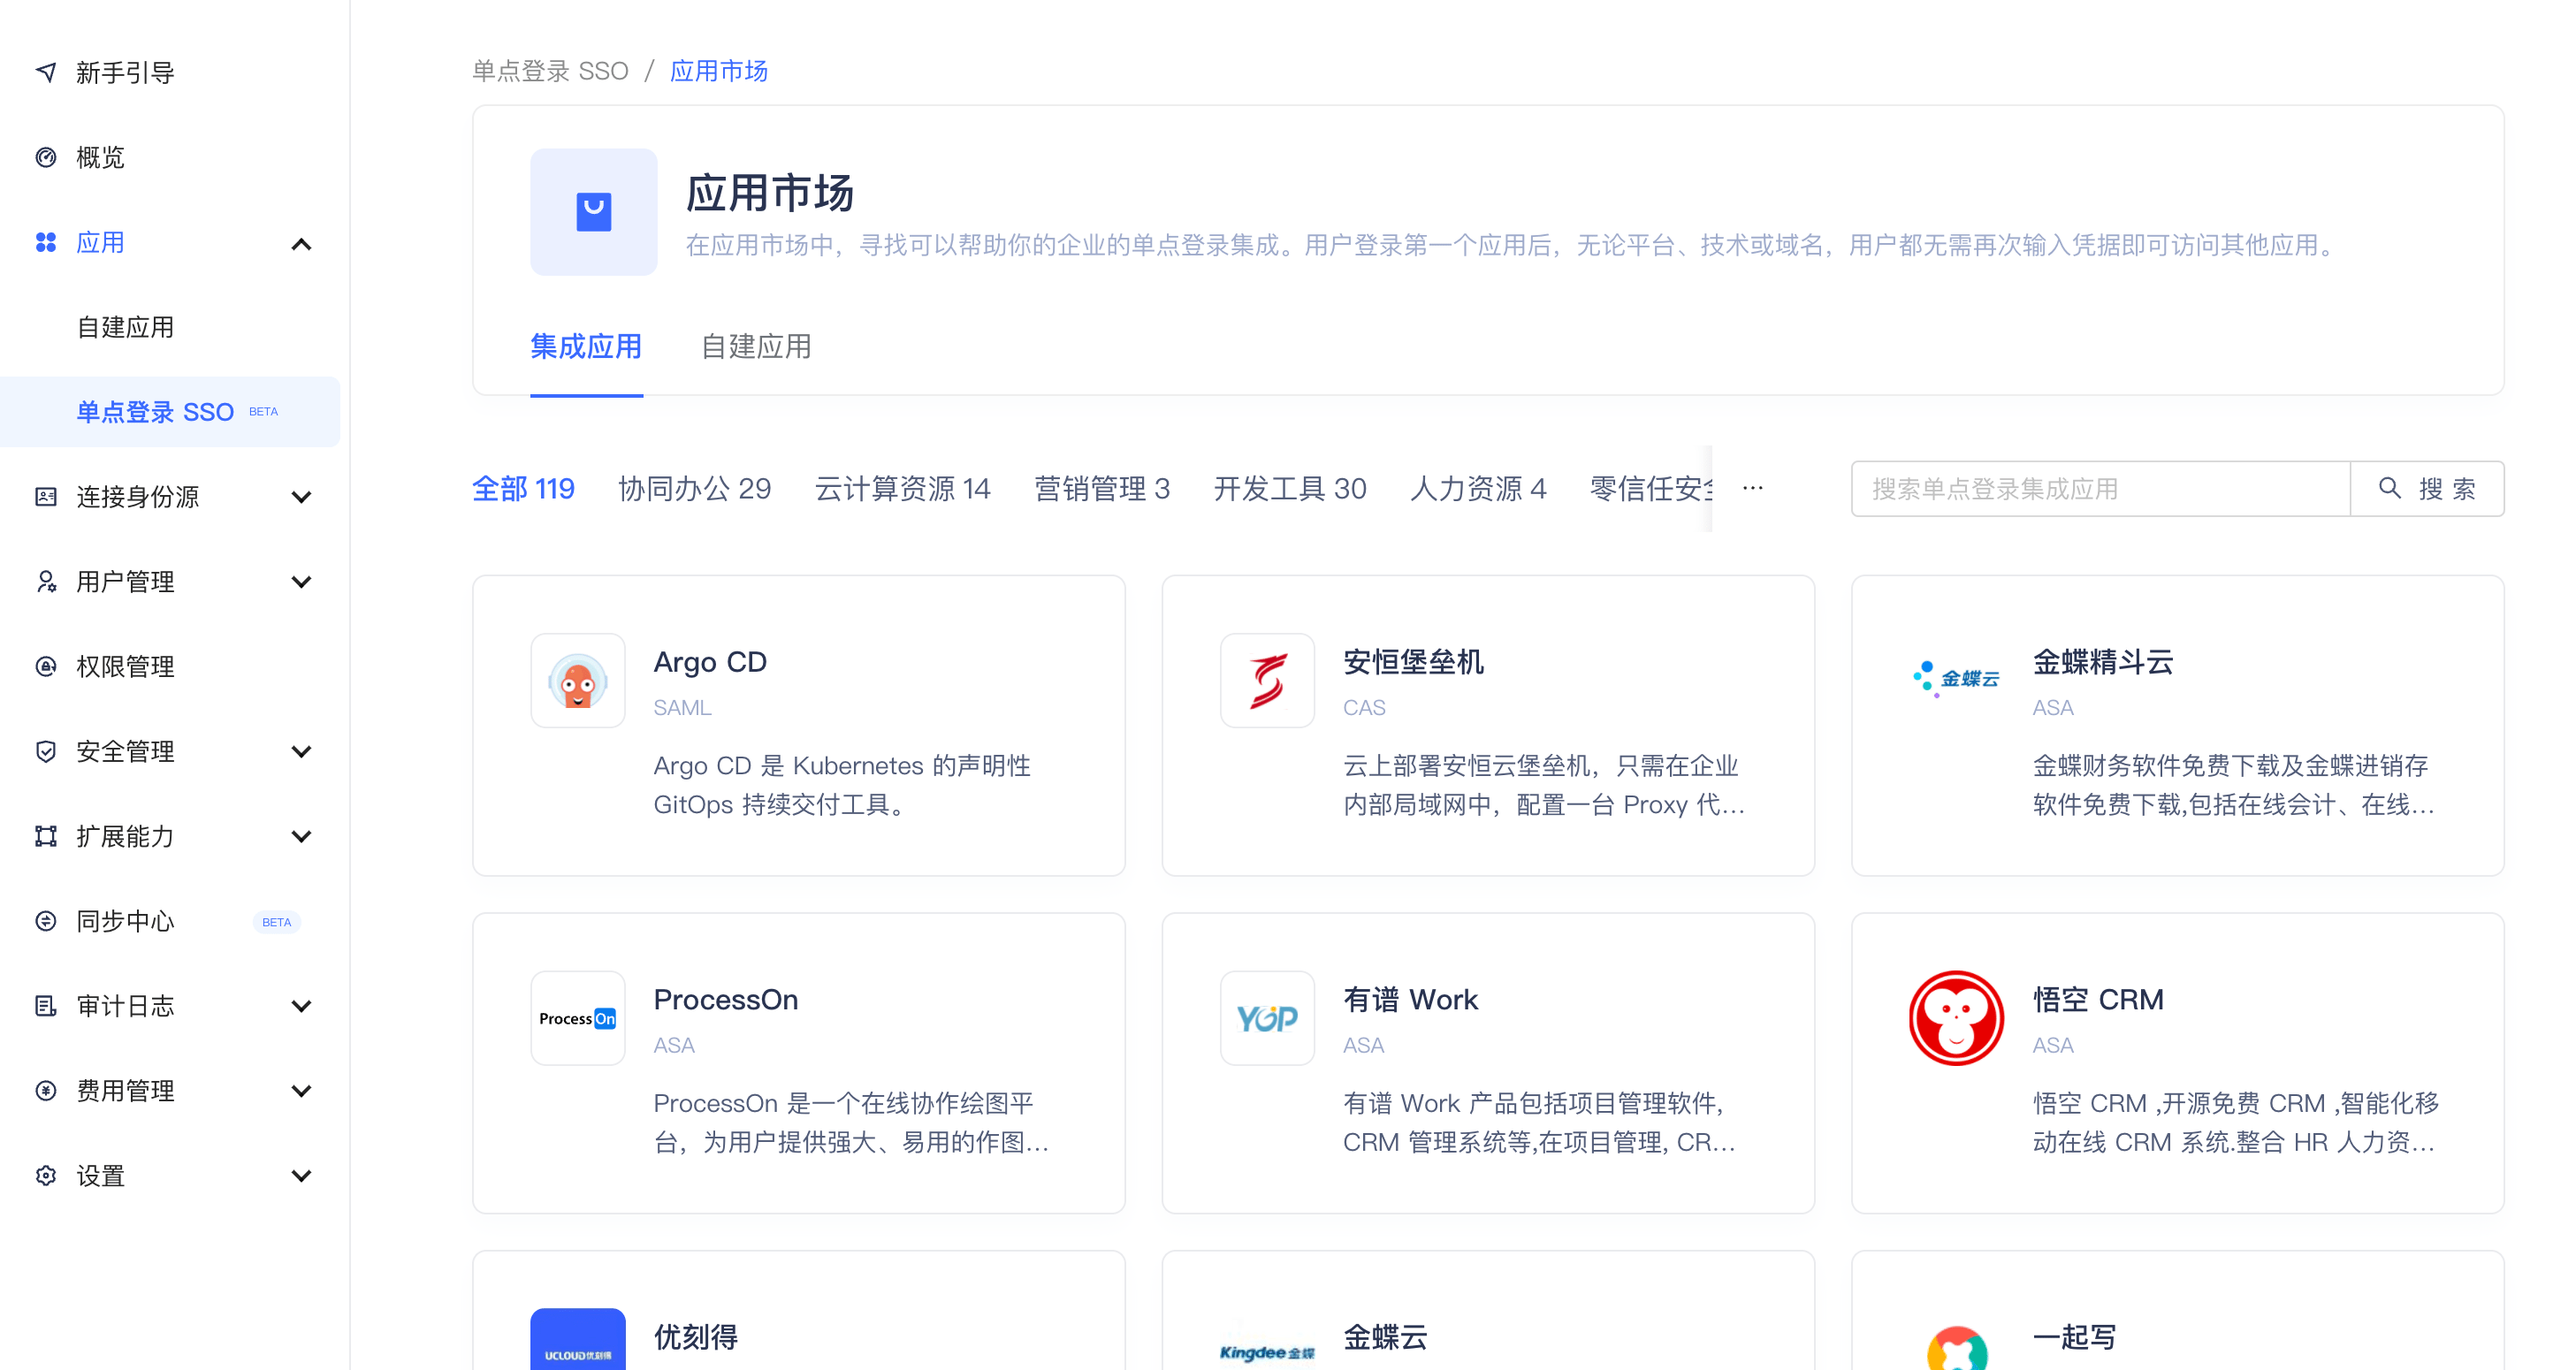 新手引导
概览
应用
自建应用
单点登录 SSO BETA
连接身份源
用户管理
权限管理
安全管理
扩展能力
同步中心 BETA
审计日志
费用管理
设置
单点登录 SSO / 应用市场
应用市场
在应用市场中，寻找可以帮助你的企业的单点登录集成。用户登录第一个应用后，无论平台、技术或域名，用户都无需再次输入凭据即可访问其他应用。
集成应用 自建应用
全部 119 协同办公 29 云计算资源 14 营销管理 3 开发工具 30 人力资源 4 零信任安全 ···
搜索单点登录集成应用 搜 索
Argo CD
SAML
Argo CD 是 Kubernetes 的声明性
GitOps 持续交付工具。
安恒堡垒机
CAS
云上部署安恒云堡垒机，只需在企业
内部局域网中，配置一台 Proxy 代...
金蝶云
金蝶精斗云
ASA
金蝶财务软件免费下载及金蝶进销存
软件免费下载,包括在线会计、在线...
ProcessOn
ProcessOn
ASA
ProcessOn 是一个在线协作绘图平
台，为用户提供强大、易用的作图...
YOP
有谱 Work
ASA
有谱 Work 产品包括项目管理软件,
CRM 管理系统等,在项目管理, CR...
悟空 CRM
ASA
悟空 CRM ,开源免费 CRM ,智能化移
动在线 CRM 系统.整合 HR 人力资...
UCLOUD优刻得
优刻得
Kingdee金蝶
金蝶云
一起写